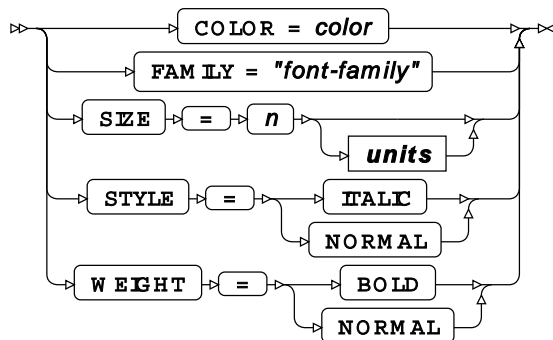 COLOR = color
FAMILY = "font-family"
SIZE = n
units
STYLE = ITALIC
NORMAL
WEIGHT = BOLD
NORMAL